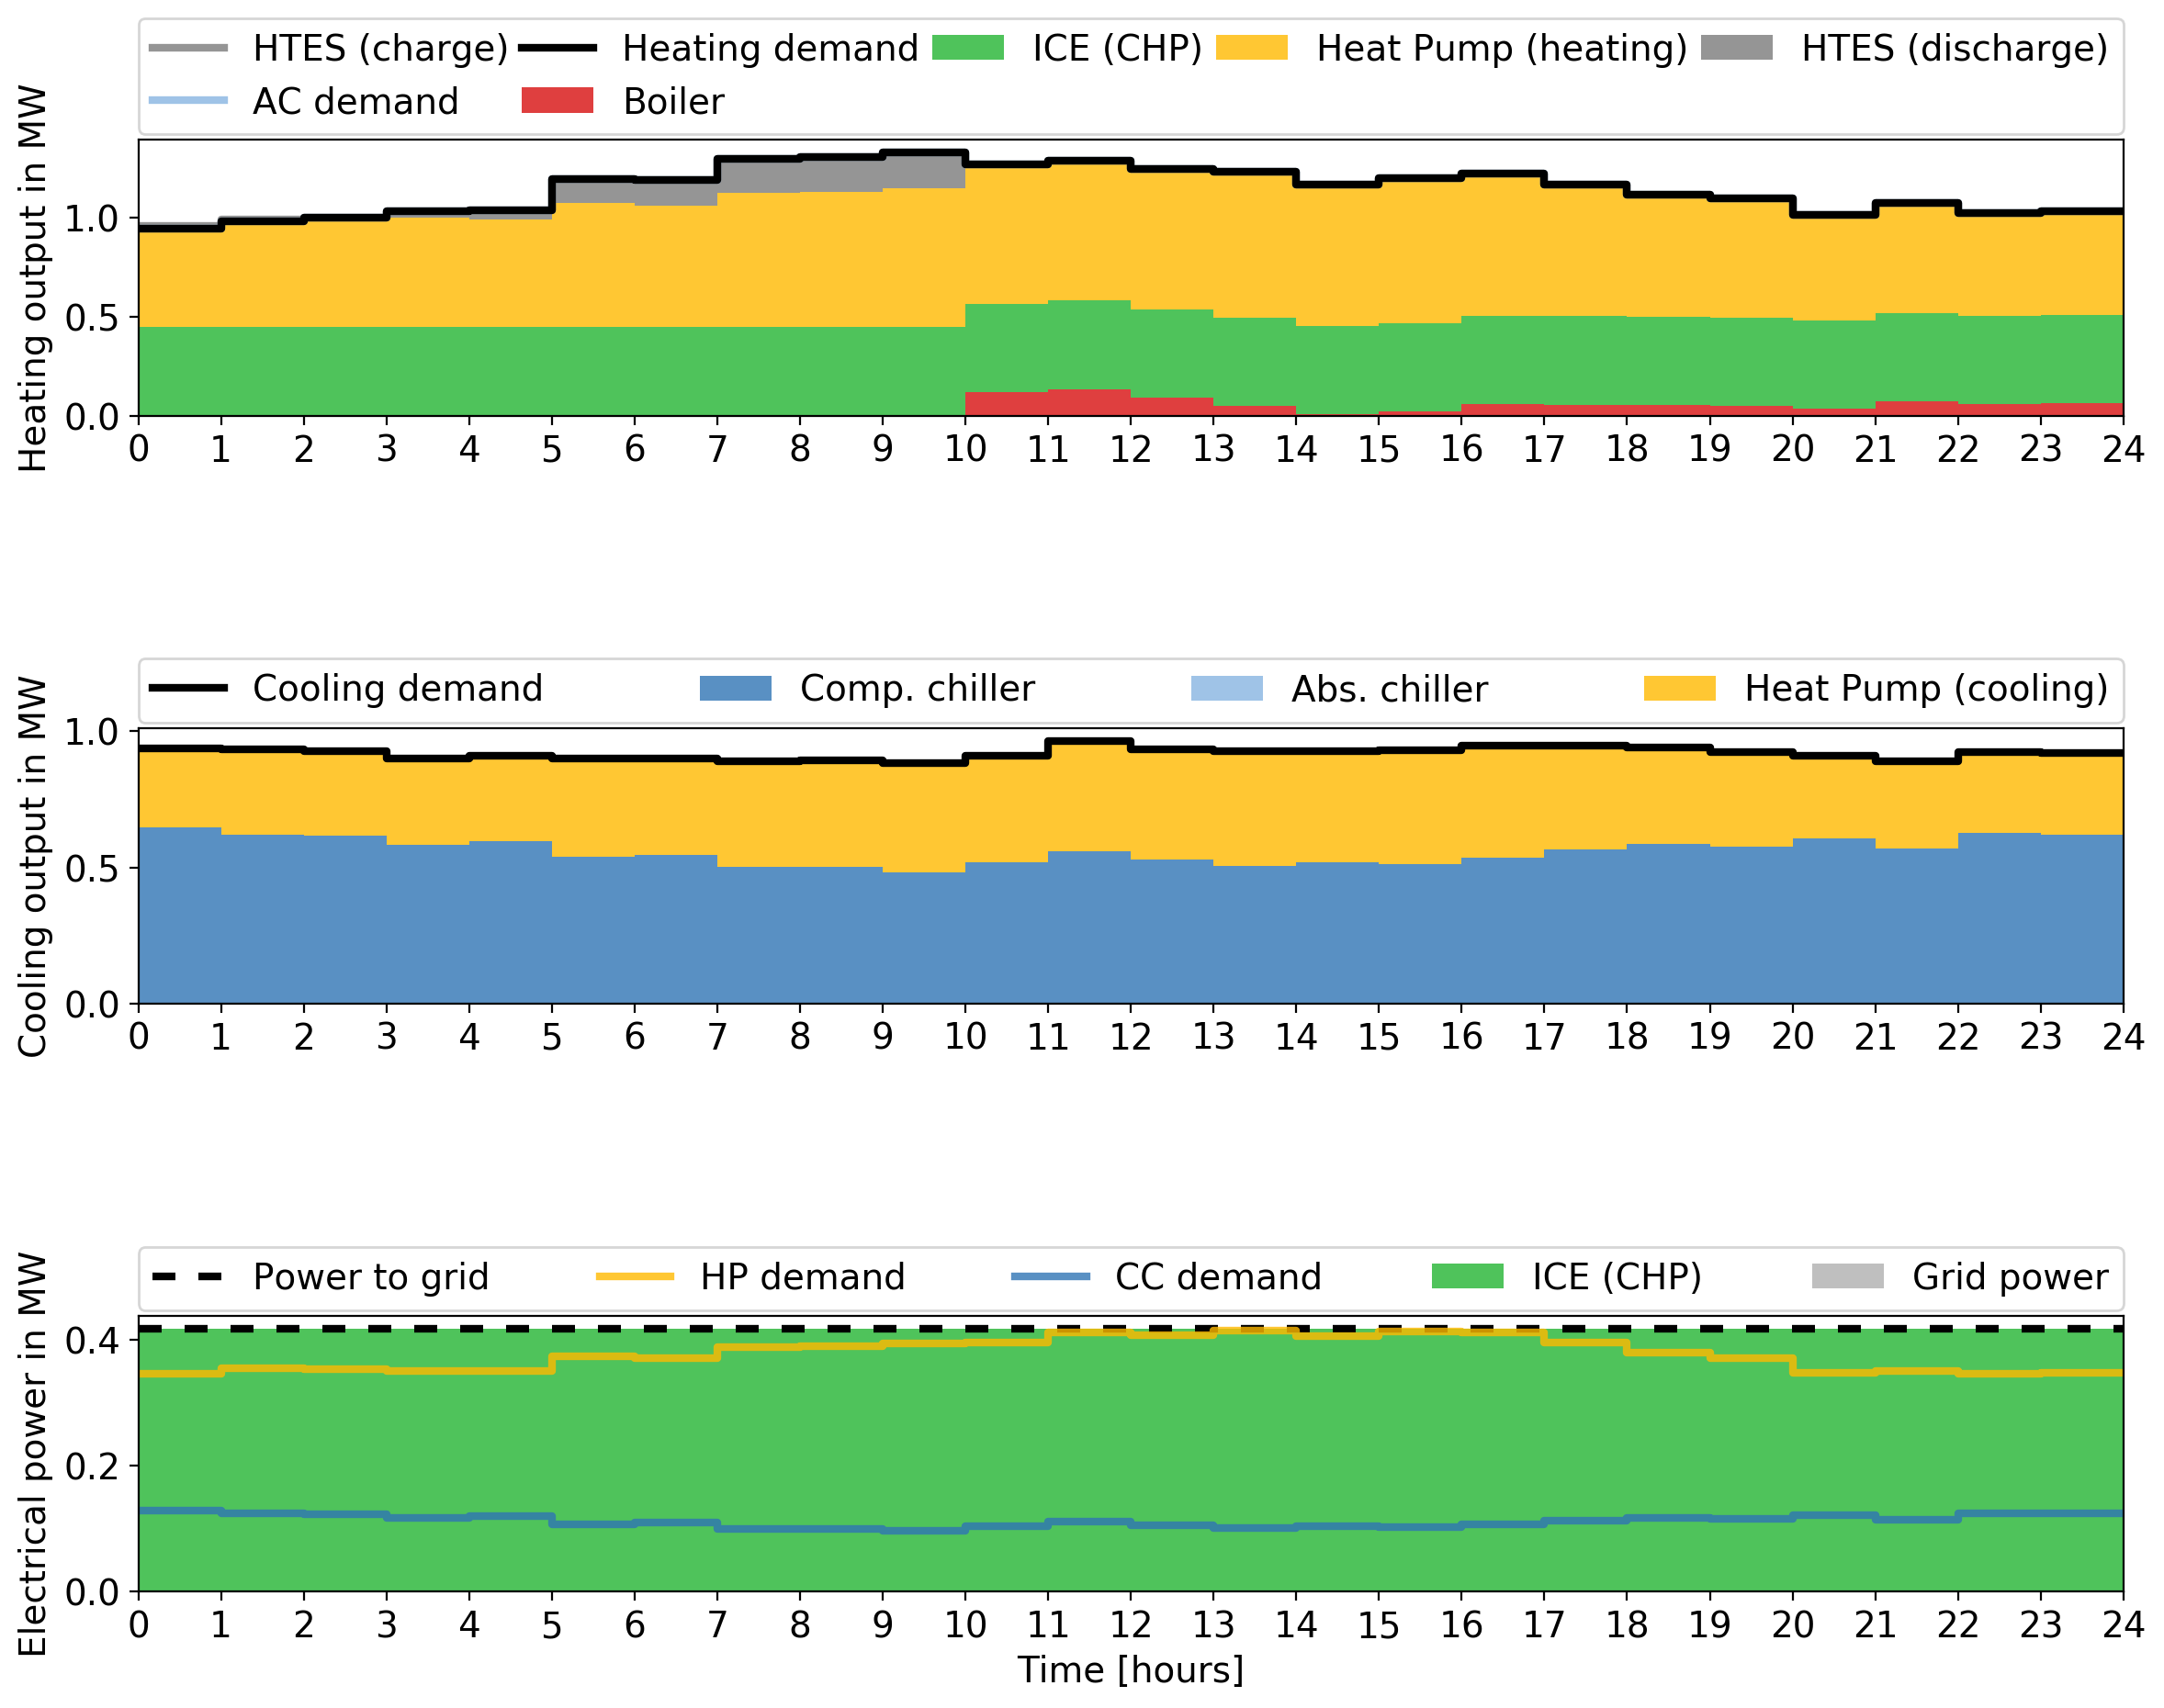 HTES (charge) Heating demand ICE (CHP) Heat Pump (heating) HTES (discharge)
AC demand Boiler
Heating output in MW
1.0
0.5
0.0
0 1 2 3 4 5 6 7 8 9 10 11 12 13 14 15 16 17 18 19 20 21 22 23 24
Cooling demand Comp. chiller Abs. chiller Heat Pump (cooling)
Cooling output in MW
1.0
0.5
0.0
0 1 2 3 4 5 6 7 8 9 10 11 12 13 14 15 16 17 18 19 20 21 22 23 24
Power to grid HP demand CC demand ICE (CHP) Grid power
Electrical power in MW
0.4
0.2
0.0
0 1 2 3 4 5 6 7 8 9 10 11 12 13 14 15 16 17 18 19 20 21 22 23 24
Time [hours]